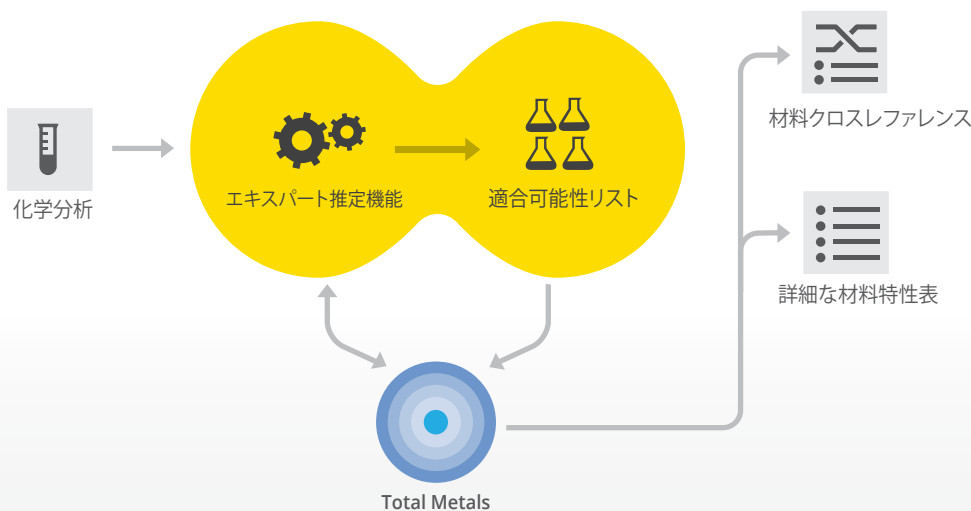 材料クロスレファレンス
化学分析
エキスパート推定機能
適合可能性リスト
詳細な材料特性表
Total Metals